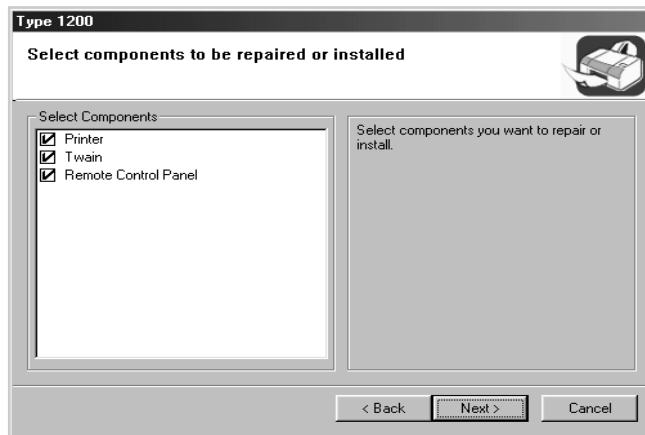 Type 1200
Select components to be repaired or installed
Select Components
Printer
Twain
Remote Control Panel
Select components you want to repair or
install.
< Back
Next >
Cancel